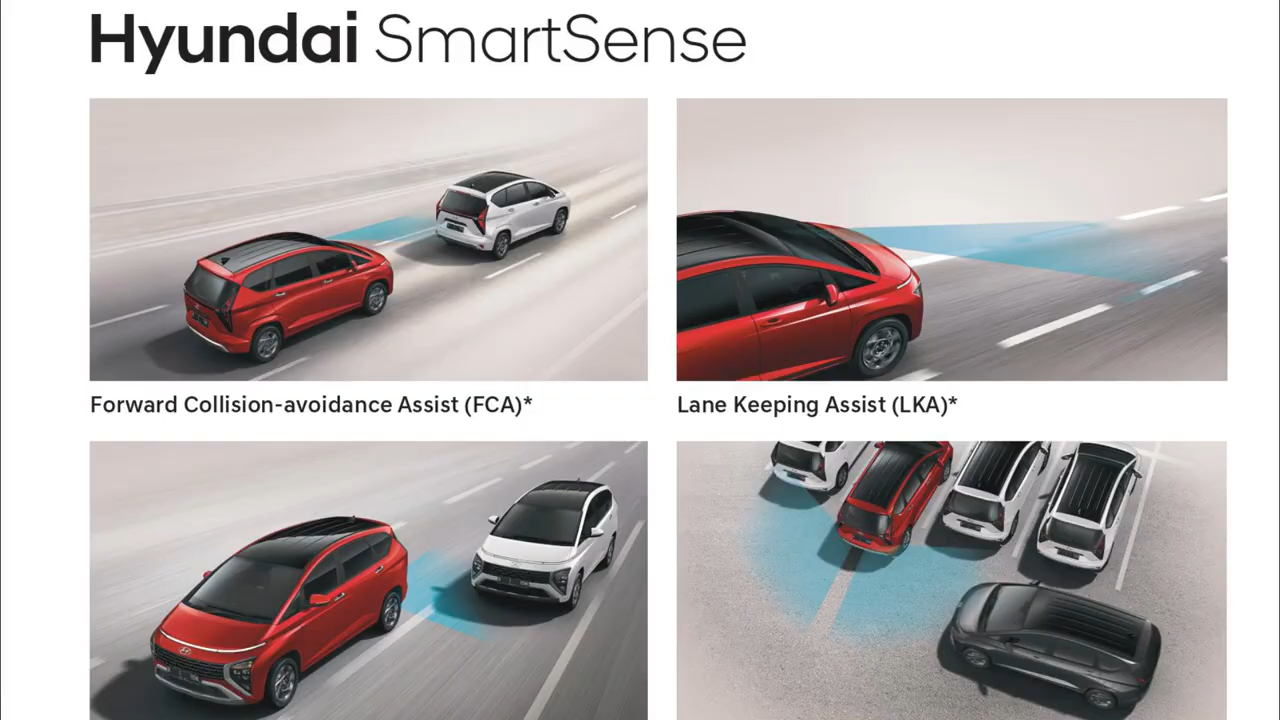 Hyundai SmartSense
Forward Collision-avoidance Assist (FCA)*
Lane Keeping Assist (LKA)*